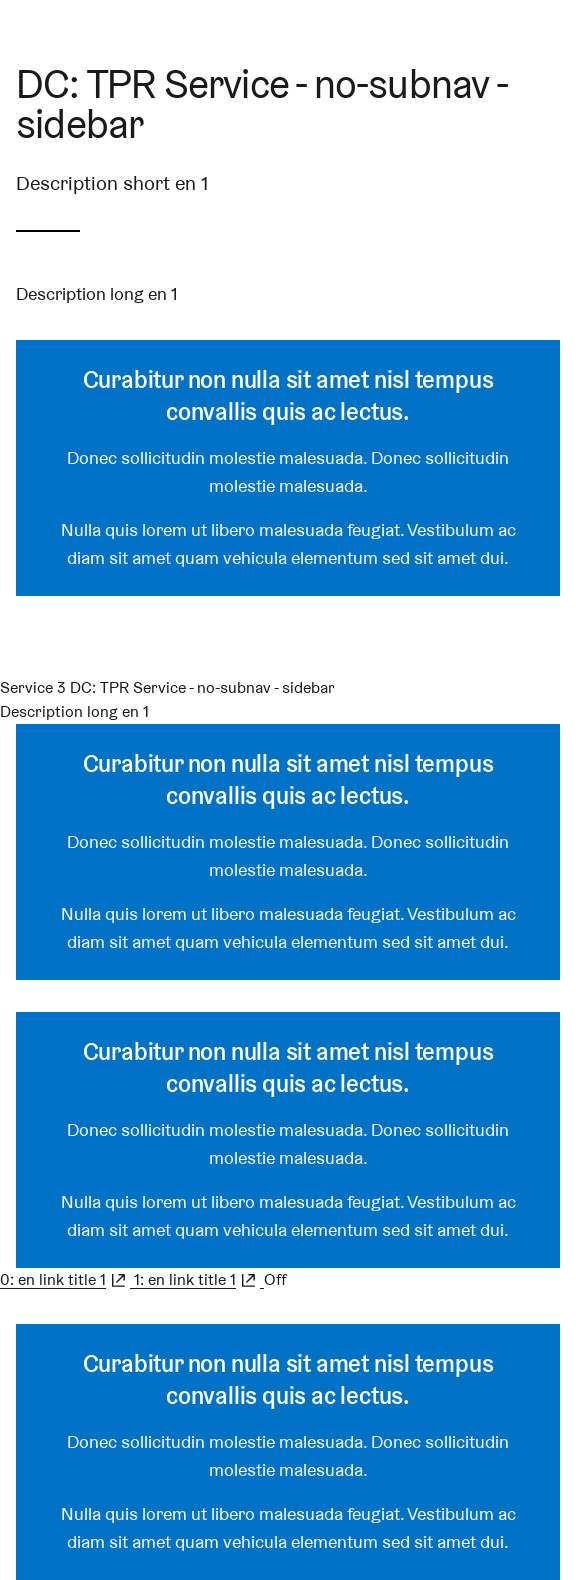 DC: TPR Service - no-subnav -
sidebar
Description short en 1
Description long en 1
Curabitur non nulla sit amet nisl tempus
convallis quis ac lectus.
Donec sollicitudin molestie malesuada. Donec sollicitudin
molestie malesuada.
Nulla quis lorem ut libero malesuada feugiat. Vestibulum ac
diam sit amet quam vehicula elementum sed sit amet dui.
Service 3 DC: TPR Service - no-subnav - sidebar
Description long en 1
Curabitur non nulla sit amet nisl tempus
convallis quis ac lectus.
Donec sollicitudin molestie malesuada. Donec sollicitudin
molestie malesuada.
Nulla quis lorem ut libero malesuada feugiat. Vestibulum ac
diam sit amet quam vehicula elementum sed sit amet dui.
Curabitur non nulla sit amet nisl tempus
convallis quis ac lectus.
Donec sollicitudin molestie malesuada. Donec sollicitudin
molestie malesuada.
Nulla quis lorem ut libero malesuada feugiat. Vestibulum ac
diam sit amet quam vehicula elementum sed sit amet dui.
0: en link title 1 1: en link title 1 Off
Curabitur non nulla sit amet nisl tempus
convallis quis ac lectus.
Donec sollicitudin molestie malesuada. Donec sollicitudin
molestie malesuada.
Nulla quis lorem ut libero malesuada feugiat. Vestibulum ac
diam sit amet quam vehicula elementum sed sit amet dui.